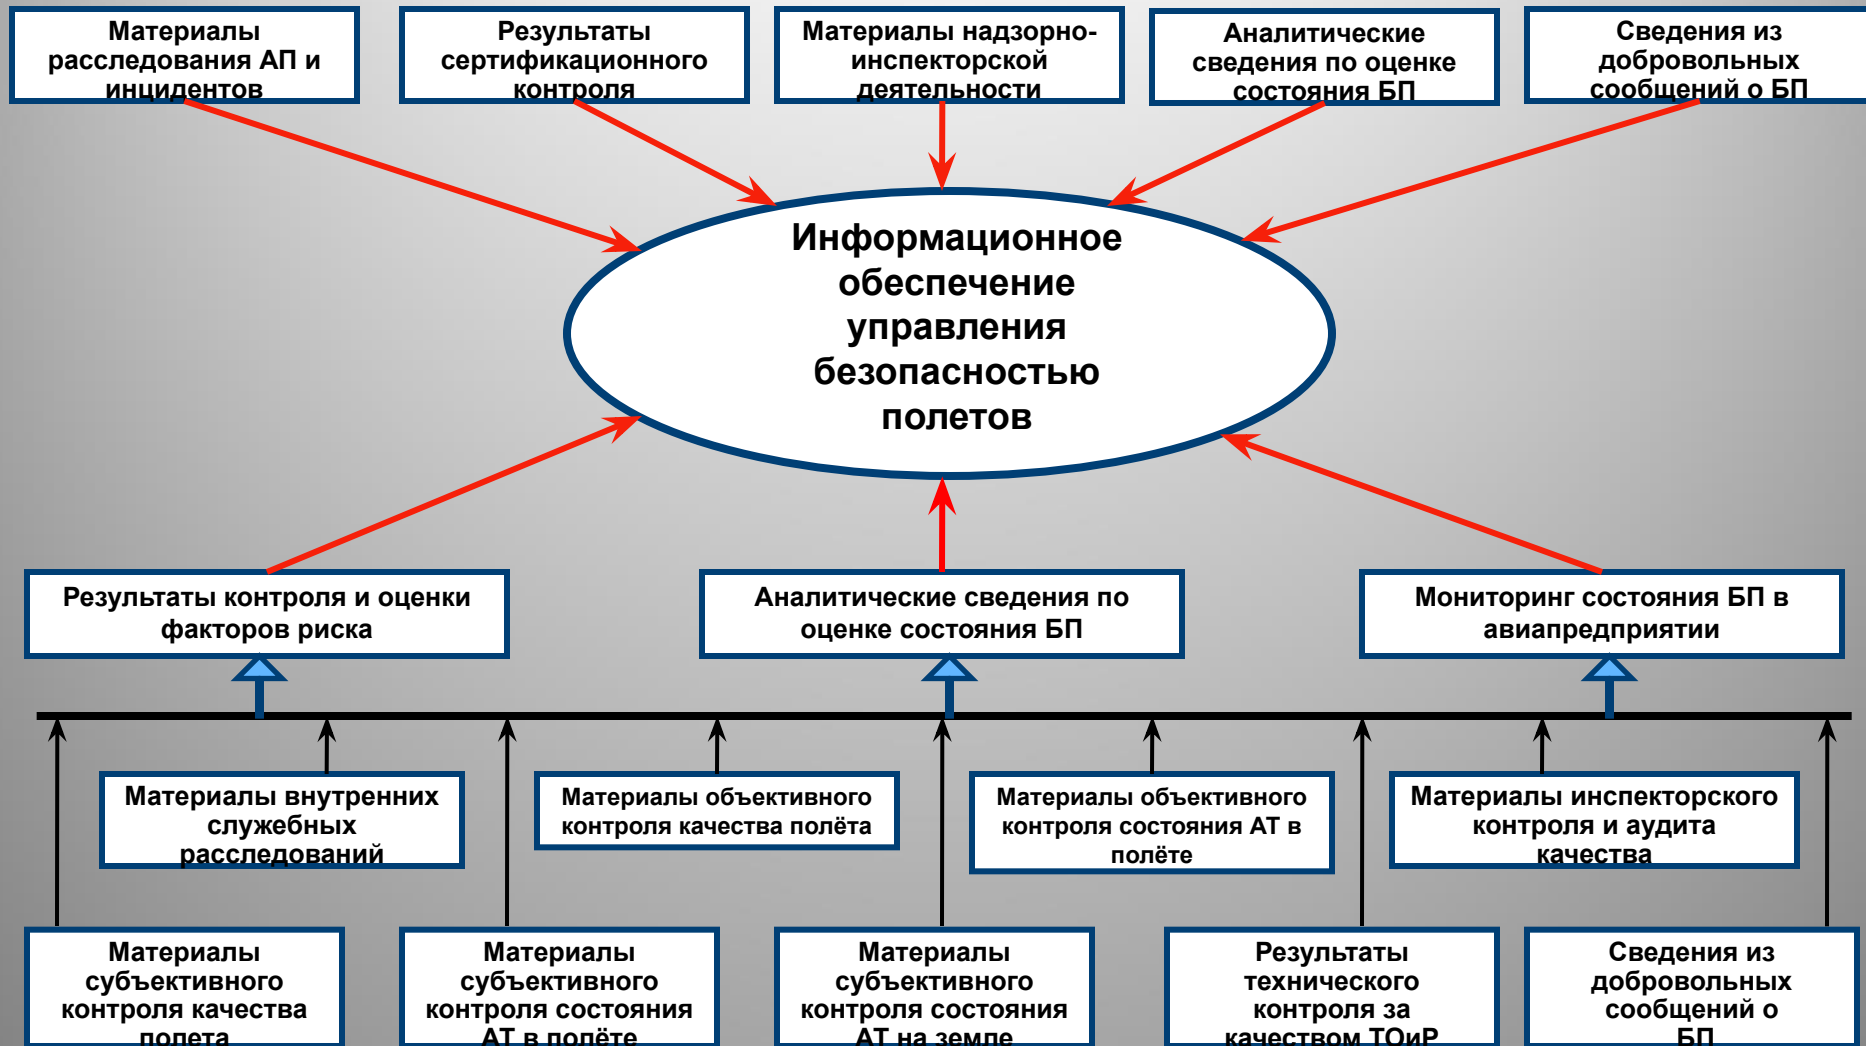 Материалы
расследования АП и
инцидентов
Результаты
сертификационного
контроля
Материалы надзорно-
инспекторской
деятельности
Аналитические
сведения по оценке
состояния БП
Сведения из
добровольных
сообщений о БП
Информационное
обеспечение
управления
безопасностью
полетов
Результаты контроля и оценки
факторов риска
Аналитические сведения по
оценке состояния БП
Мониторинг состояния БП в
авиапредприятии
Материалы внутренних
служебных
расследований
Материалы объективного
контроля качества полёта
Материалы объективного
контроля состояния АТ в
полёте
Материалы инспекторского
контроля и аудита
качества
Материалы
субъективного
контроля качества
полета
Материалы
субъективного
контроля состояния
АТ в полёте
Материалы
субъективного
контроля состояния
АТ на земле
Результаты
технического
контроля за
качеством ТОиР
Сведения из
добровольных
сообщений о
БП